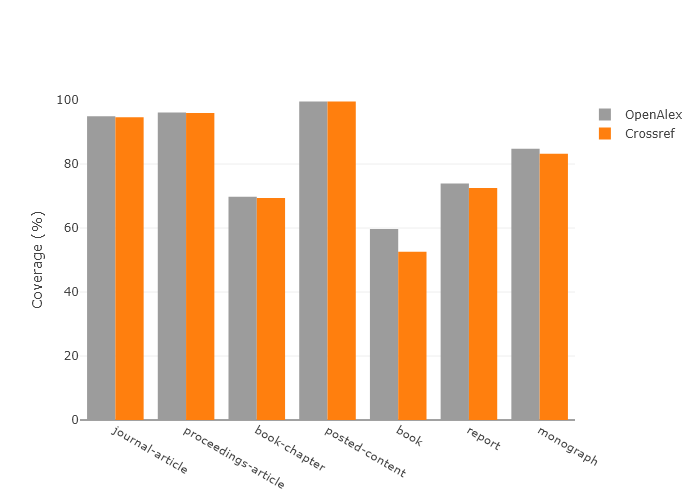 100
80
60
40
20
0
Coverage (%)
journal-article
proceedings-article
book-chapter
posted-content
book
report
monograph
OpenAlex
Crossref